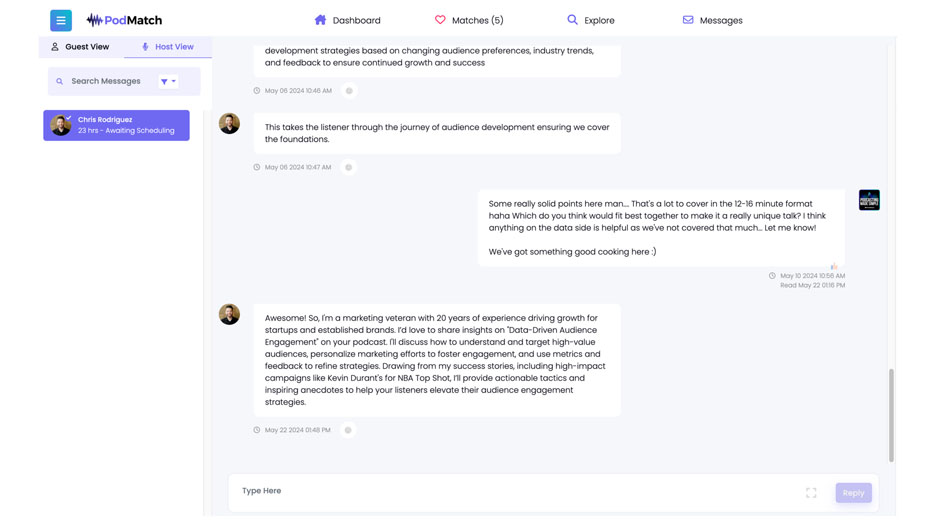 PodMatch
Dashboard
Matches (5)
Explore
Messages
Guest View
Host View
Search Messages
Chris Rodriguez
23 hrs - Awaiting Scheduling
development strategies based on changing audience preferences, industry trends,
and feedback to ensure continued growth and success
May 06 2024 10:46 AM
This takes the listener through the journey of audience development ensuring we cover
the foundations.
May 06 2024 10:47 AM
Some really solid points here man.... That's a lot to cover in the 12-16 minute format
haha Which do you think would fit best together to make it a really unique talk? I think
anything on the data side is helpful as we've not covered that much... Let me know!
We've got something good cooking here :)
PODCASTING
MADE SIMPLE
May 10 2024 10:56 AM
Read May 22 01:16 PM
Awesome! So, I'm a marketing veteran with 20 years of experience driving growth for
startups and established brands. I'd love to share insights on "Data-Driven Audience
Engagement" on your podcast. I'll discuss how to understand and target high-value
audiences, personalize marketing efforts to foster engagement, and use metrics and
feedback to refine strategies. Drawing from my success stories, including high-impact
campaigns like Kevin Durant's for NBA Top Shot, I'll provide actionable tactics and
inspiring anecdotes to help your listeners elevate their audience engagement
strategies.
May 22 2024 01:48 PM
Type Here
Reply